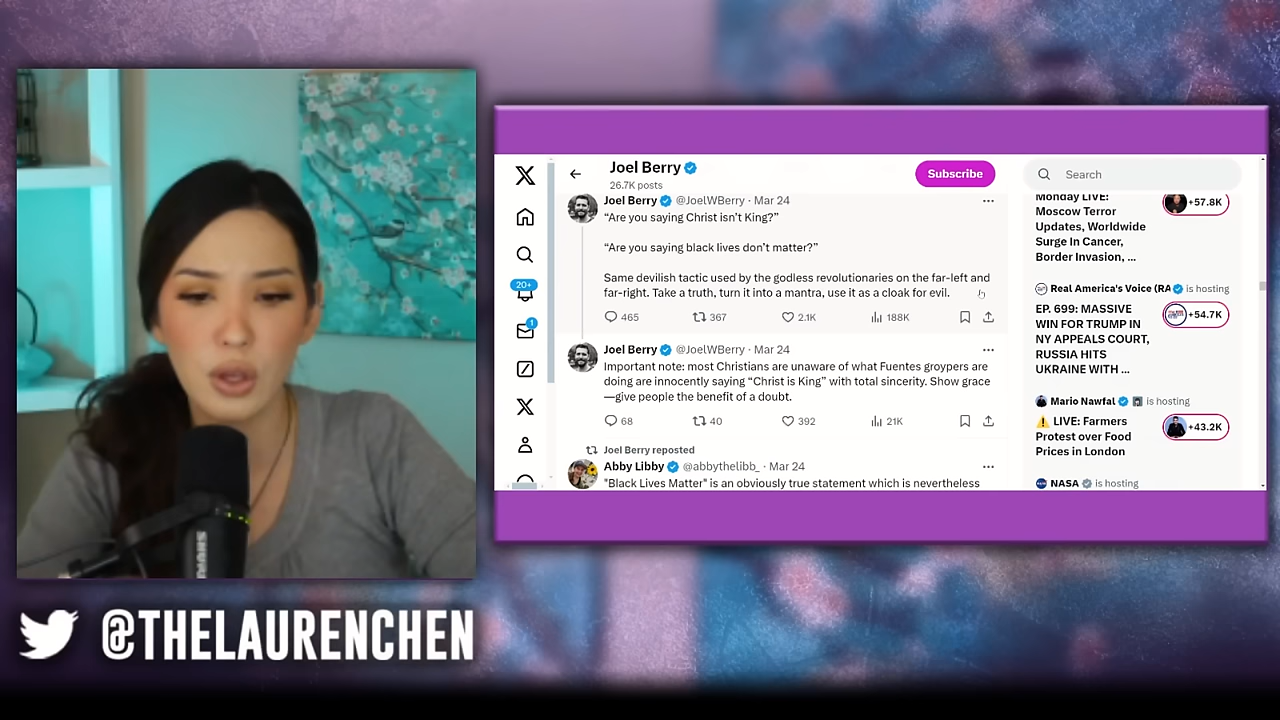 Joel Berry
26.7K posts
Subscribe
Search
Joel Berry @JoelWBerry · Mar 24
“Are you saying Christ isn’t King?”
“Are you saying black lives don’t matter?”
Same devilish tactic used by the godless revolutionaries on the far-left and
far-right. Take a truth, turn it into a mantra, use it as a cloak for evil.
465 367 2.1K 188K
Joel Berry @JoelWBerry · Mar 24
Important note: most Christians are unaware of what Fuentes groypers are
doing are innocently saying “Christ is King” with total sincerity. Show grace
—give people the benefit of a doubt.
68 40 392 21K
Joel Berry reposted
Abby Libby @abbythelibb_ · Mar 24
"Black Lives Matter" is an obviously true statement which is nevertheless
20+
1
Monday LIVE:
Moscow Terror
Updates, Worldwide
Surge In Cancer,
Border Invasion, ...
+57.8K
Real America's Voice (RA is hosting
EP. 699: MASSIVE
WIN FOR TRUMP IN
NY APPEALS COURT,
RUSSIA HITS
UKRAINE WITH ...
+54.7K
Mario Nawfal is hosting
⚠️ LIVE: Farmers
Protest over Food
Prices in London
+43.2K
NASA is hosting
SHURE
@THELAURENCHEN